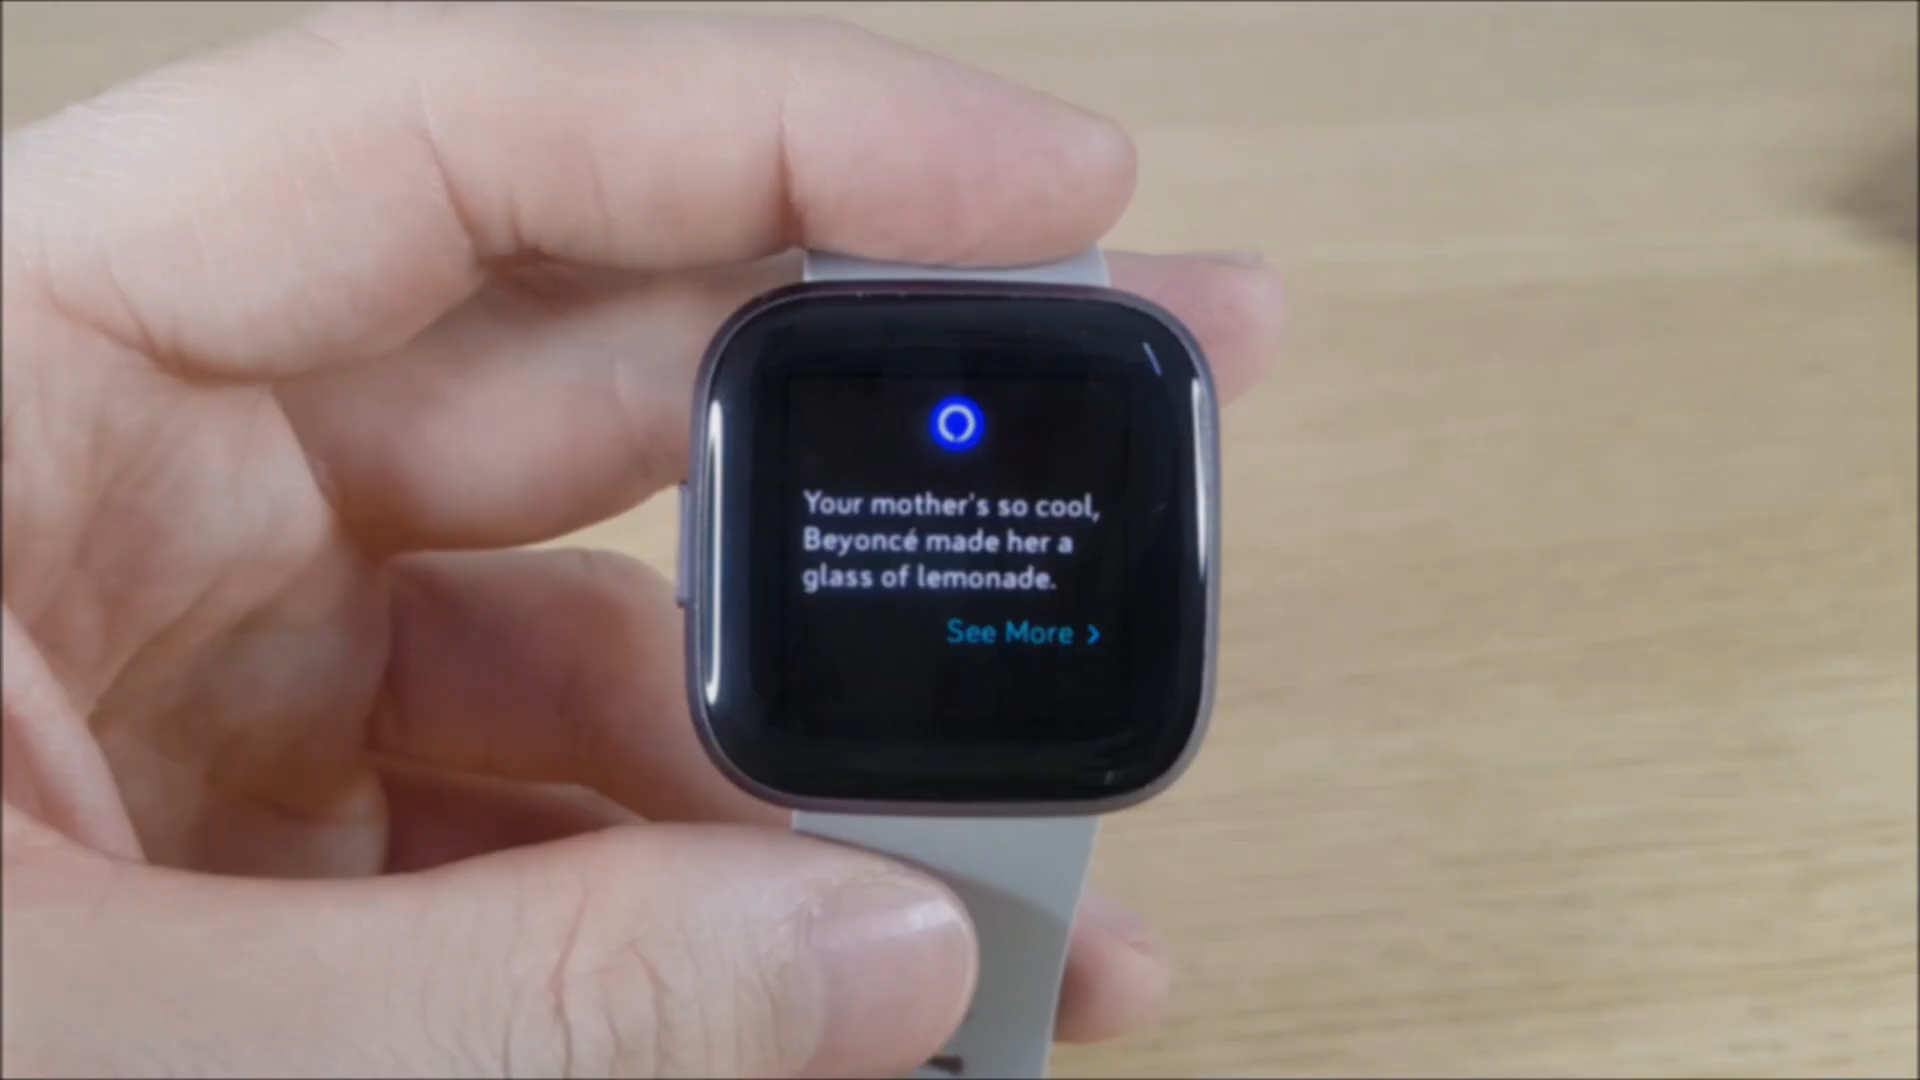 Your mother's so cool,
Beyoncé made her a
glass of lemonade.
See More >